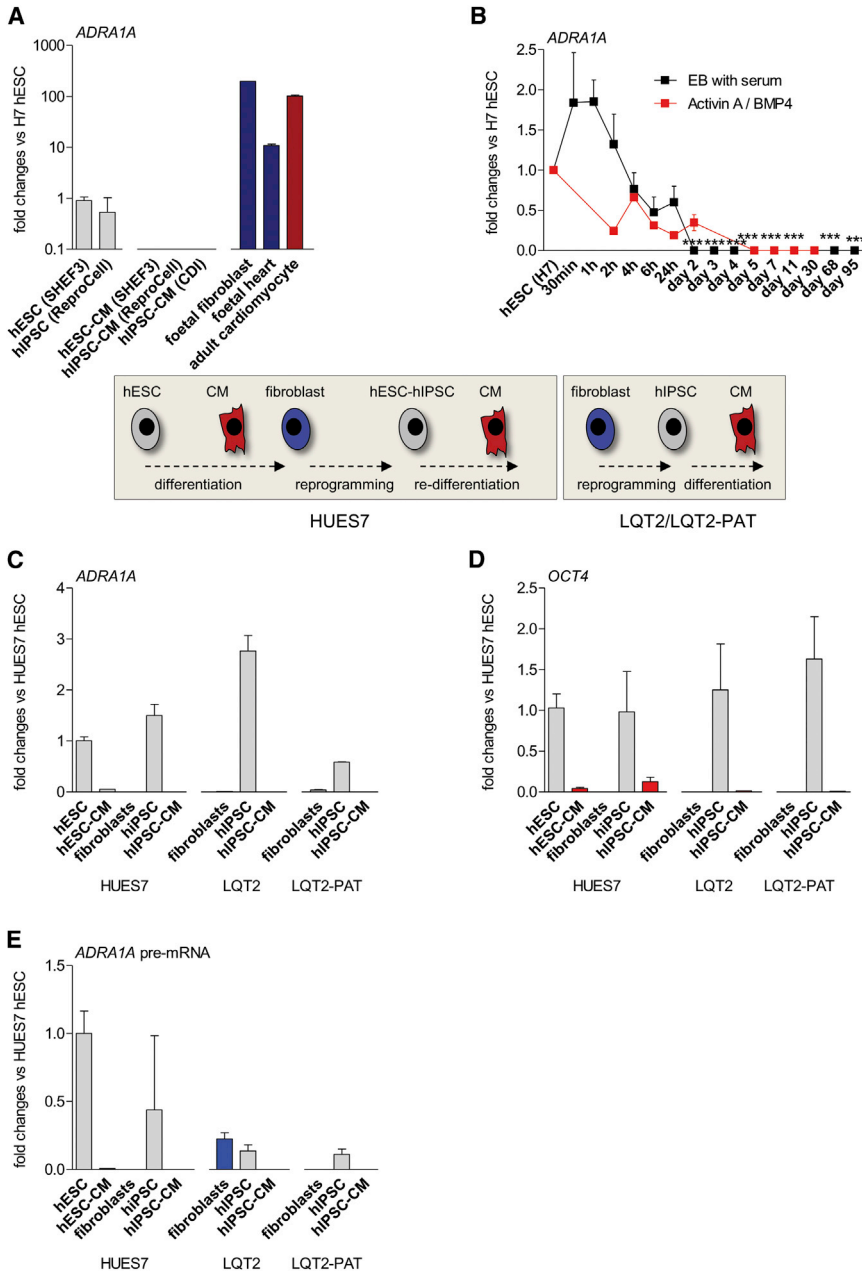 A
ADRA1A
fold changes vs H7 hESC
1000
100
10
1
0.1
hESC (SHEF3)
hIPSC (ReproCell)
hESC-CM (SHEF3)
hIPSC-CM (ReproCell)
hIPSC-CM (CDI)
foetal fibroblast
foetal heart
adult cardiomyocyte
B
ADRA1A
fold changes vs H7 hESC
2.5
2.0
1.5
1.0
0.5
0.0
EB with serum
Activin A / BMP4
*** *** *** *** *** *** *** ***
hESC (H7)
30min
1h
2h
4h
6h
24h
day 2
day 3
day 4
day 5
day 7
day 11
day 30
day 68
day 95
hESC CM fibroblast hESC-hIPSC CM
differentiation reprogramming re-differentiation
HUES7
fibroblast hIPSC CM
reprogramming differentiation
LQT2/LQT2-PAT
C
ADRA1A
fold changes vs HUES7 hESC
4
3
2
1
0
hESC
hESC-CM
fibroblasts
hiPSC
hIPSC-CM
fibroblasts
hIPSC
hIPSC-CM
fibroblasts
hIPSC
hIPSC-CM
HUES7 LQT2 LQT2-PAT
D
OCT4
fold changes vs HUES7 hESC
2.5
2.0
1.5
1.0
0.5
0.0
hESC
hESC-CM
fibroblasts
hIPSC
hIPSC-CM
fibroblasts
hIPSC
hIPSC-CM
fibroblasts
hIPSC
hIPSC-CM
HUES7 LQT2 LQT2-PAT
E
ADRA1A pre-mRNA
fold changes vs HUES7 hESC
1.5
1.0
0.5
0.0
hESC
hESC-CM
fibroblasts
hiPSC
hIPSC-CM
fibroblasts
hIPSC
hIPSC-CM
fibroblasts
hIPSC
hIPSC-CM
HUES7 LQT2 LQT2-PAT